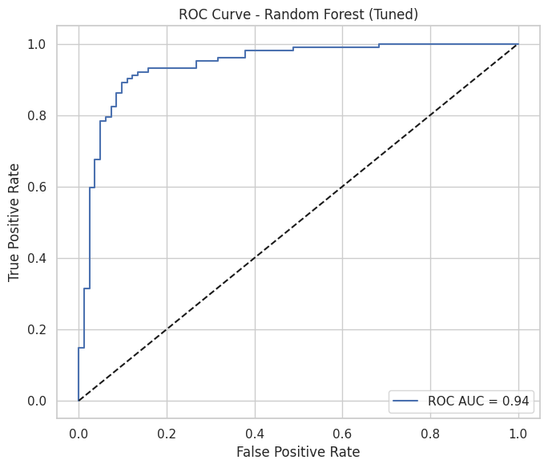 ROC Curve - Random Forest (Tuned)
True Positive Rate
1.0
0.8
0.6
0.4
0.2
0.0
0.0 0.2 0.4 0.6 0.8 1.0
False Positive Rate
ROC AUC = 0.94